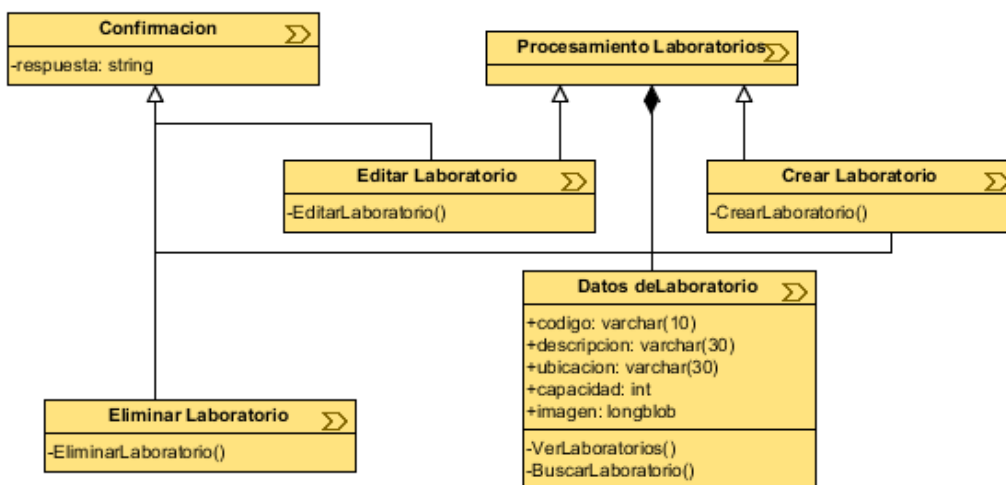 Confirmacion
-respuesta: string
Procesamiento Laboratorios
Editar Laboratorio
-EditarLaboratorio()
Crear Laboratorio
-CrearLaboratorio()
Datos deLaboratorio
+codigo: varchar(10)
+descripcion: varchar(30)
+ubicacion: varchar(30)
+capacidad: int
+imagen: longblob
-VerLaboratorios()
-BuscarLaboratorio()
Eliminar Laboratorio
-EliminarLaboratorio()